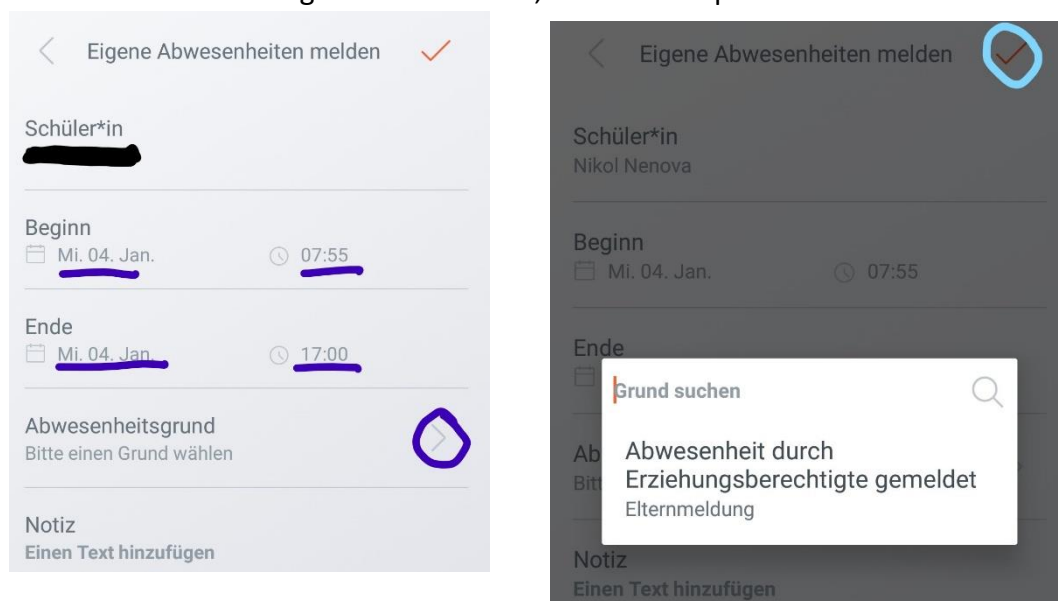 Eigene Abwesenheiten melden
Schüler*in
Beginn
Mi. 04. Jan.
07:55
Ende
Mi. 04. Jan.
17:00
Abwesenheitsgrund
Bitte einen Grund wählen
Notiz
Einen Text hinzufügen
Eigene Abwesenheiten melden
Schüler*in
Nikol Nenova
Beginn
Mi. 04. Jan.
07:55
Ende
Grund suchen
Abwesenheit durch
Erziehungsberechtigte gemeldet
Elternmeldung
Notiz
Einen Text hinzufügen